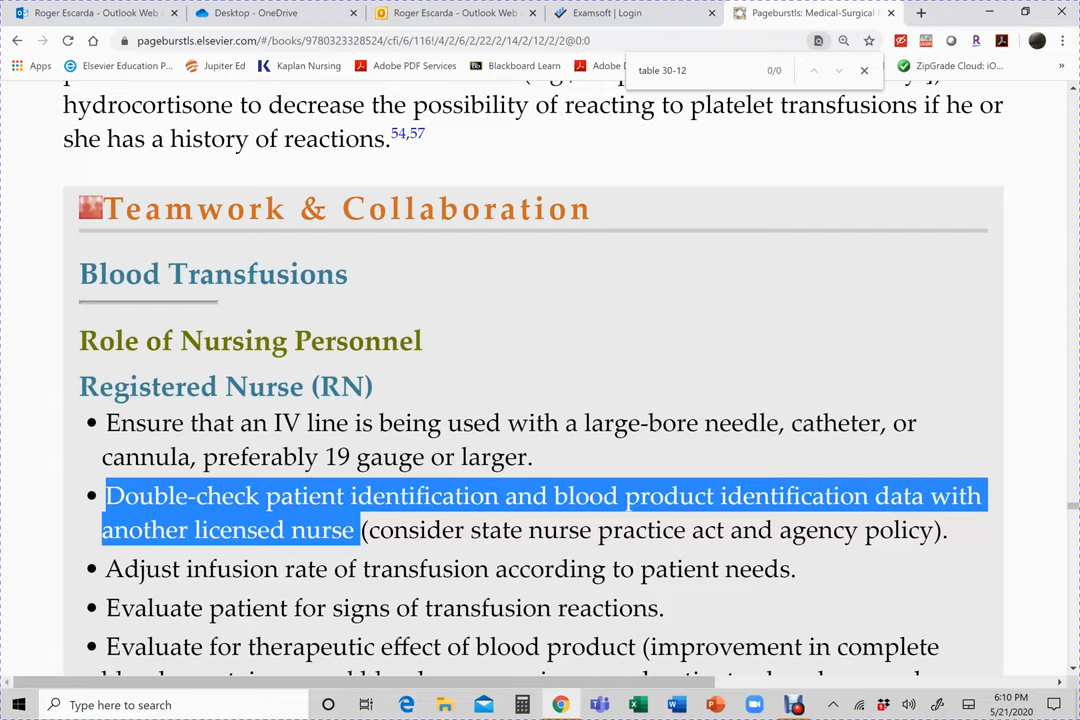 Roger Escarda - Outlook Web
Desktop - OneDrive
Roger Escarda - Outlook Web
Examsoft | Login
Pageburstls: Medical-Surgical
pageburstls.elsevier.com/#/books/9780323328524/cfi/6/116!/4/2/6/2/22/2/14/2/12/2/2@0:0
Apps
Elsevier Education P...
Jupiter Ed
Kaplan Nursing
Adobe PDF Services
Blackboard Learn
Adobe
table 30-12
0/0
ZipGrade Cloud: iO...
hydrocortisone to decrease the possibility of reacting to platelet transfusions if he or
she has a history of reactions.54,57
Teamwork & Collaboration
Blood Transfusions
Role of Nursing Personnel
Registered Nurse (RN)
• Ensure that an IV line is being used with a large-bore needle, catheter, or
cannula, preferably 19 gauge or larger.
• Double-check patient identification and blood product identification data with
another licensed nurse (consider state nurse practice act and agency policy).
• Adjust infusion rate of transfusion according to patient needs.
• Evaluate patient for signs of transfusion reactions.
• Evaluate for therapeutic effect of blood product (improvement in complete
Type here to search
6:10 PM
5/21/2020